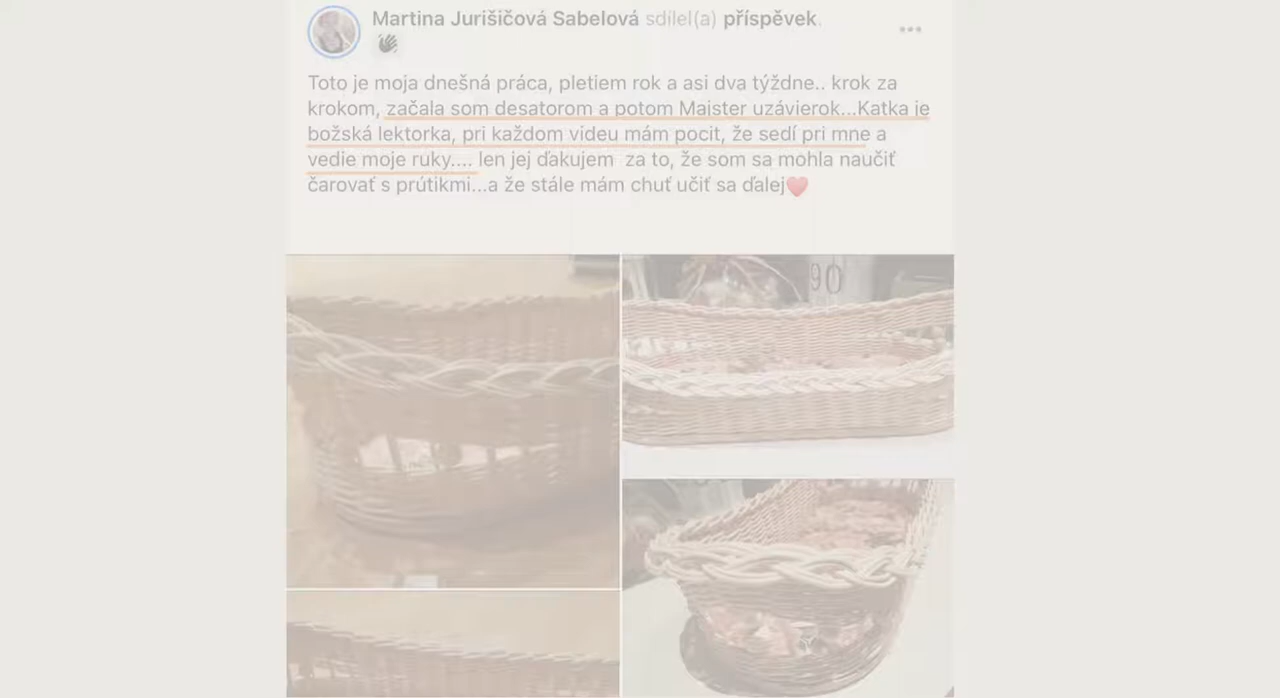 Martina Jurišičová Sabelová sdílel(a) příspěvek.
Toto je moja dnešná práca, pletiem rok a asi dva týždne.. krok za
krokom, začala som desatorom a potom Majster uzávierok...Katka je
božská lektorka, pri každom videu mám pocit, že sedí pri mne a
vedie moje ruky.... len jej ďakujem za to, že som sa mohla naučiť
čarovať s prútikmi...a že stále mám chuť učiť sa ďalej❤️
90